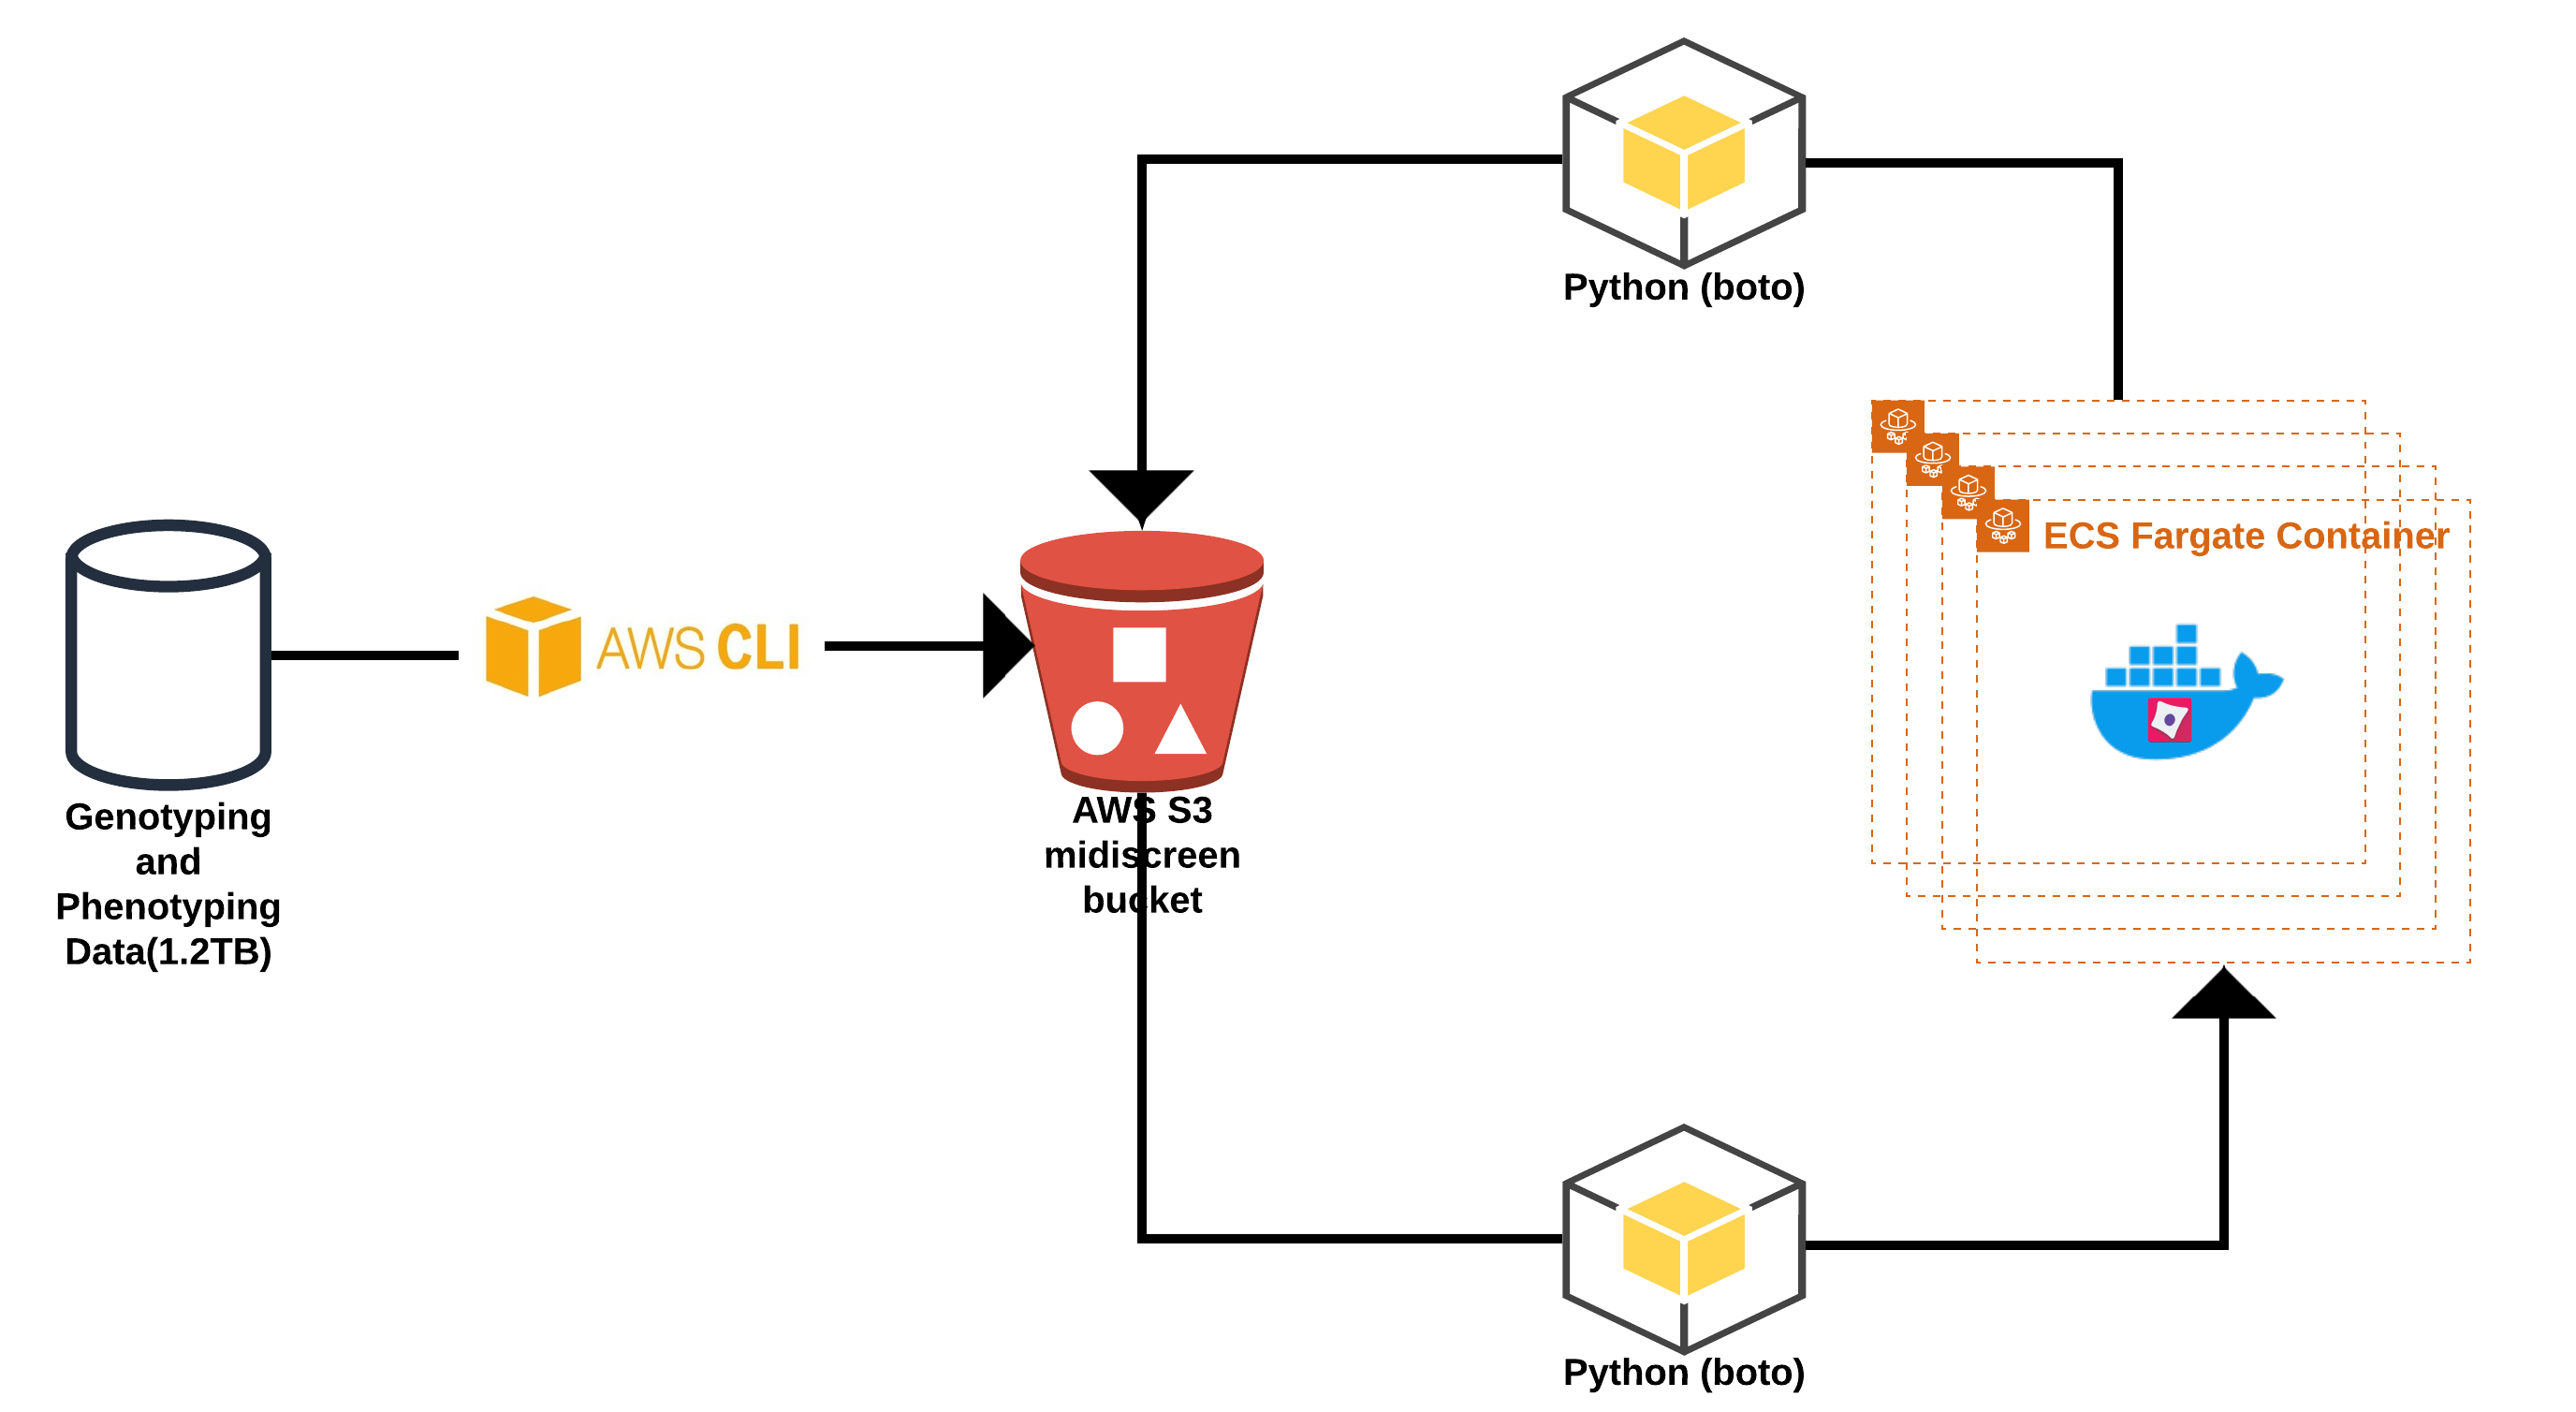 Python (boto)
ECS Fargate Container
AWS CLI
Genotyping
and
Phenotyping
Data(1.2TB)
AWS S3
midiscreen
bucket
Python (boto)